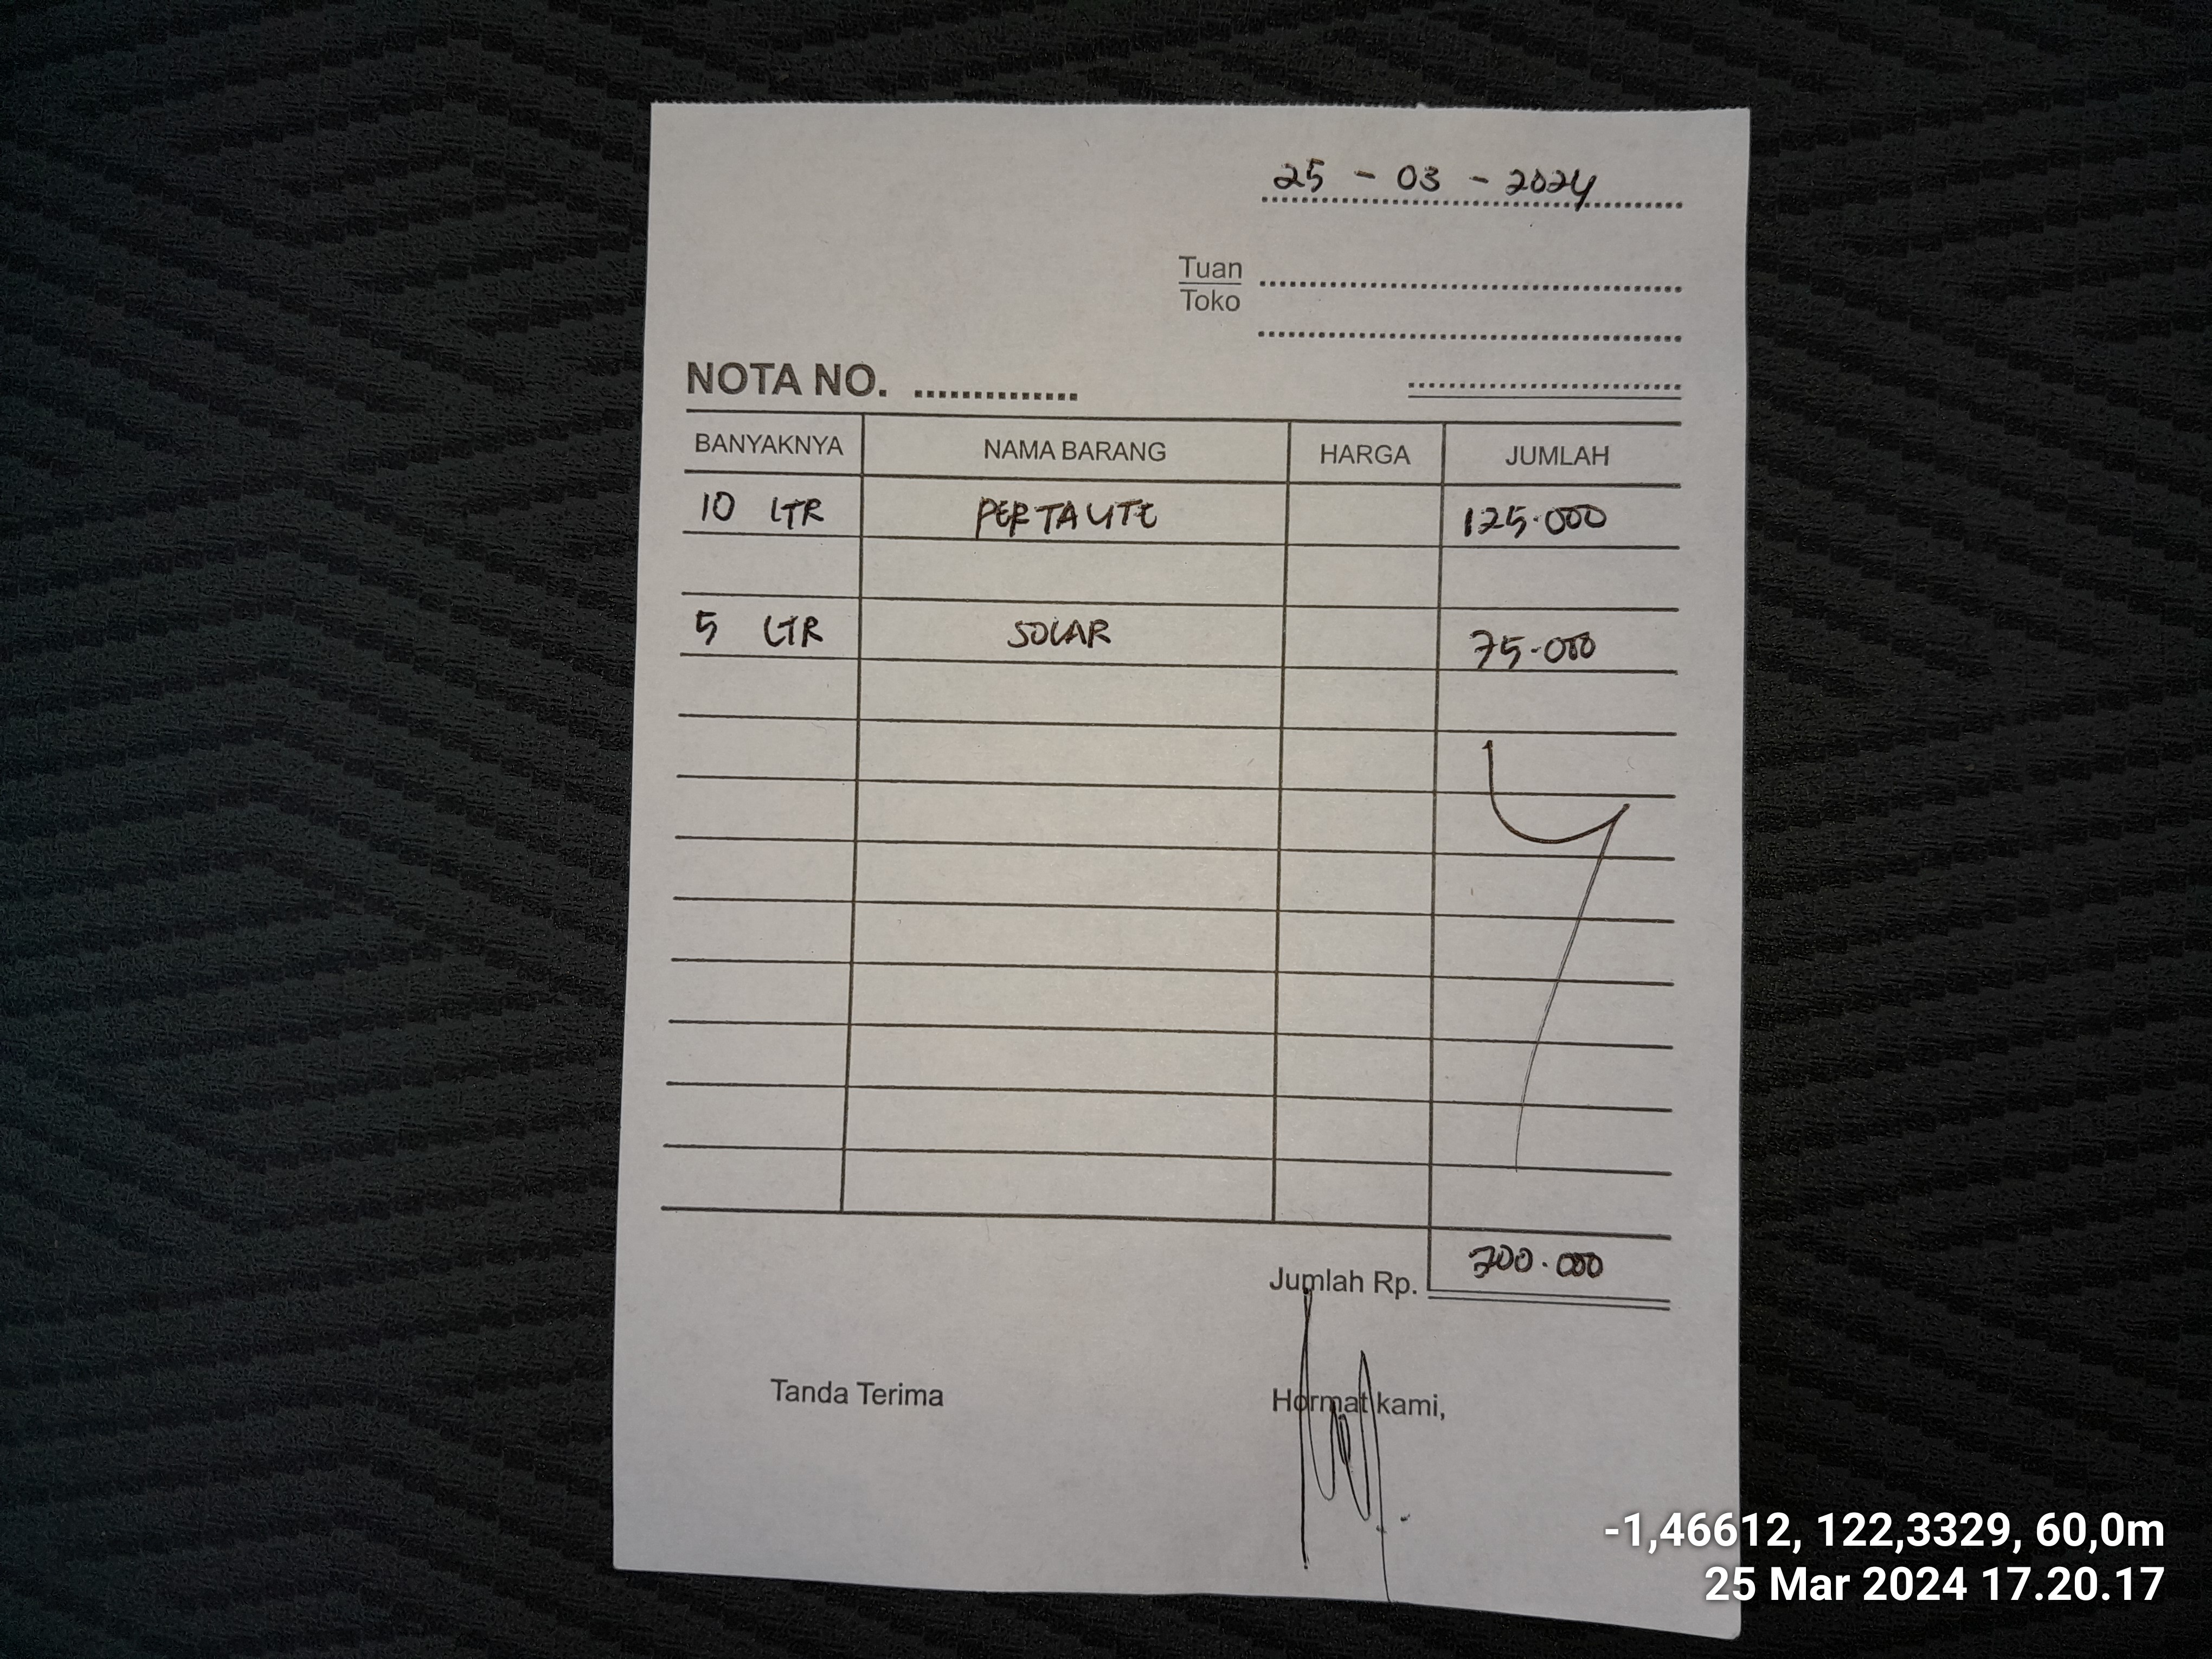 25 - 03 - 2024
Tuan
Toko
NOTA NO.
BANYAKNYA NAMA BARANG HARGA JUMLAH
10 LTR PERTALITE 125.000
5 LTR SOLAR 75.000
Jumlah Rp. 200.000
Tanda Terima Hormat kami,
-1,46612, 122,3329, 60,0m
25 Mar 2024 17.20.17